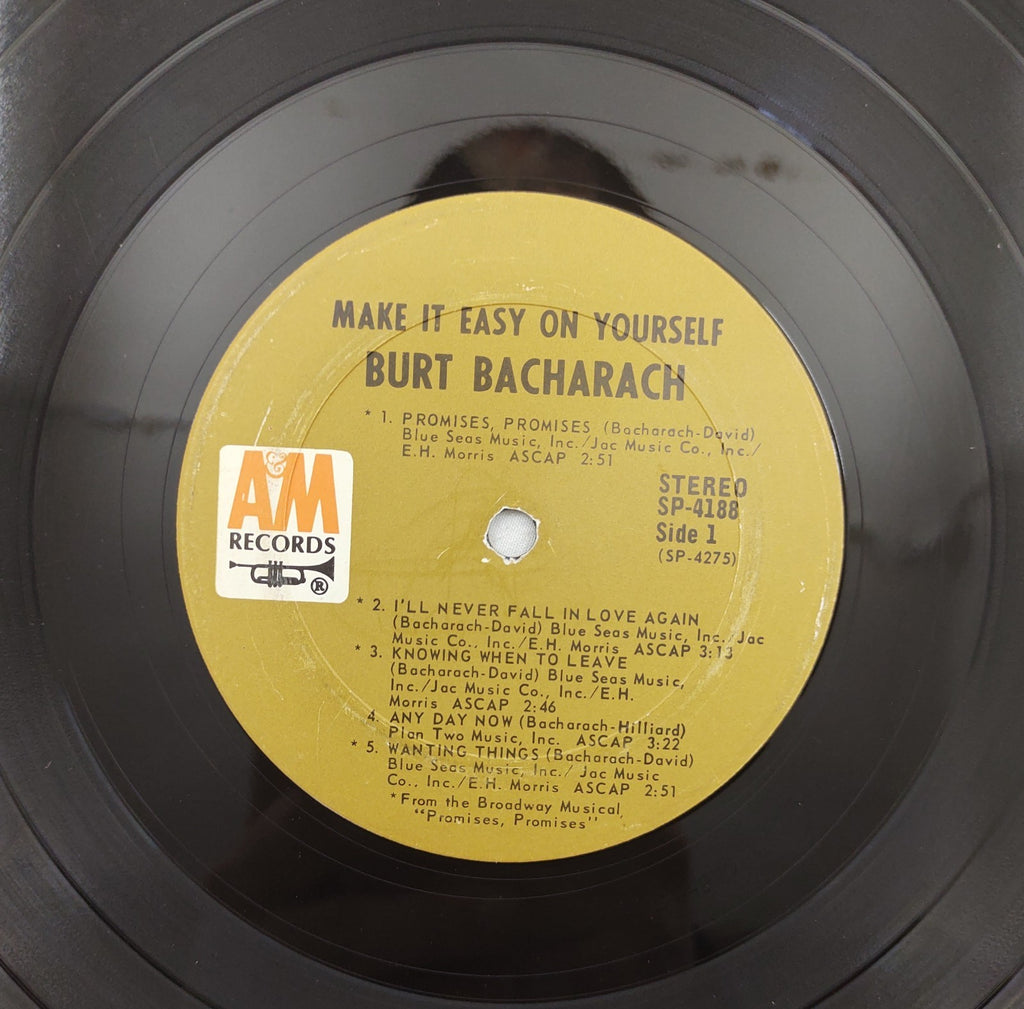 MAKE IT EASY ON YOURSELF
BURT BACHARACH
* 1. PROMISES, PROMISES (Bacharach-David)
Blue Seas Music, Inc./Jac Music Co., Inc./
E.H. Morris ASCAP 2:51
A&M
RECORDS
®
STEREO
SP-4188
Side 1
(SP-4275)
* 2. I'LL NEVER FALL IN LOVE AGAIN
(Bacharach-David) Blue Seas Music, Inc./Jac
Music Co., Inc./E.H. Morris ASCAP 3:13
* 3. KNOWING WHEN TO LEAVE
(Bacharach-David) Blue Seas Music,
Inc./Jac Music Co., Inc./E.H.
Morris ASCAP 2:46
4. ANY DAY NOW (Bacharach-Hilliard)
Plan Two Music, Inc. ASCAP 3:22
* 5. WANTING THINGS (Bacharach-David)
Blue Seas Music, Inc./ Jac Music
Co., Inc./E.H. Morris ASCAP 2:51
*From the Broadway Musical,
"Promises, Promises"